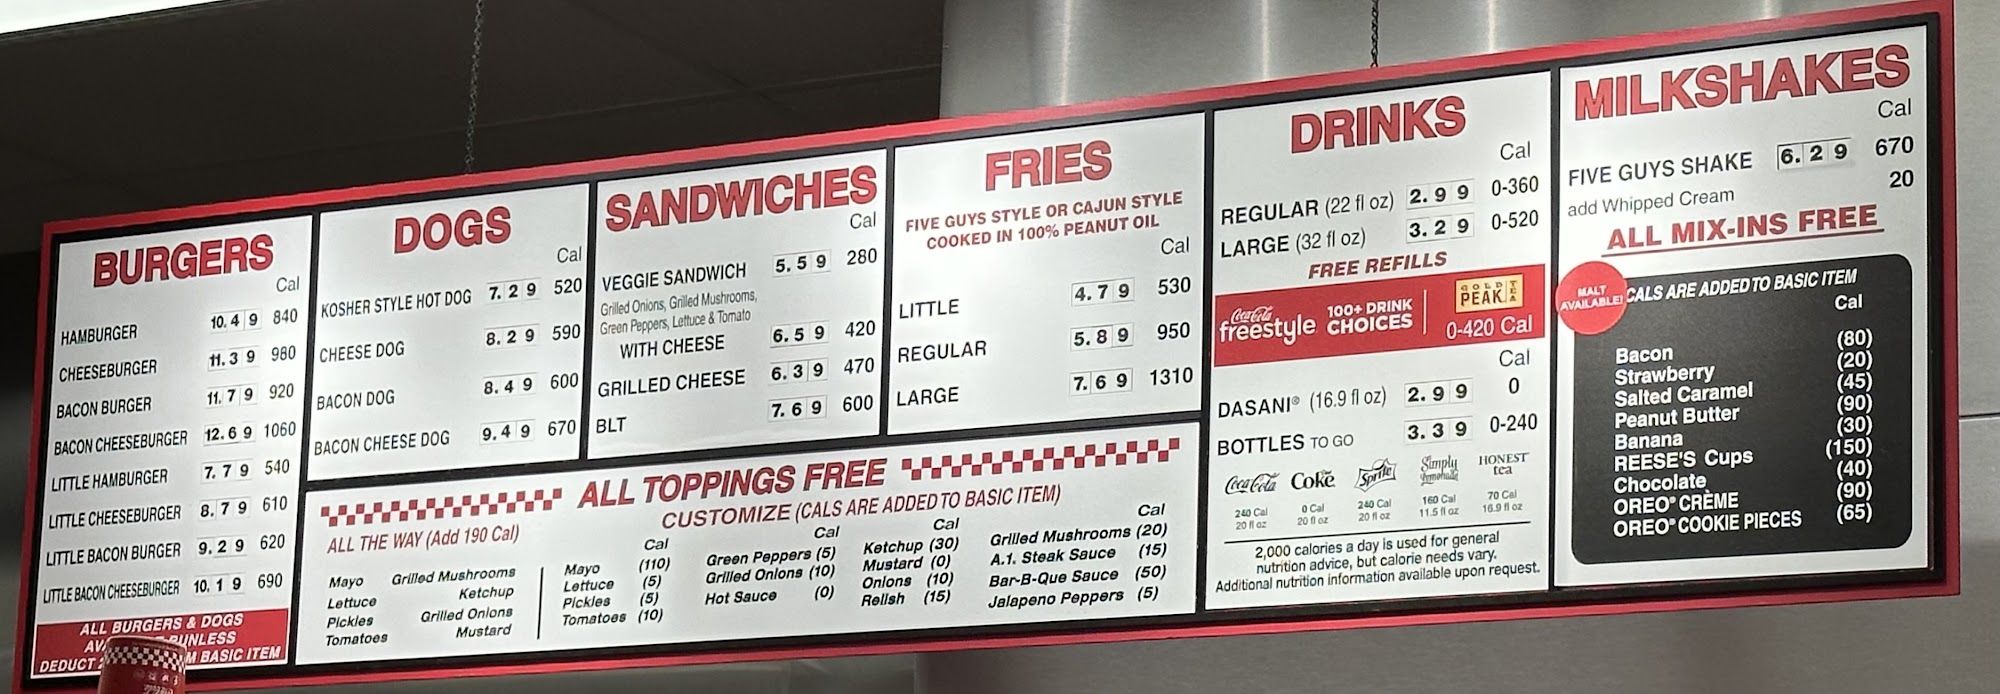 BURGERS
Cal
HAMBURGER 10.49 840
CHEESEBURGER 11.39 980
BACON BURGER 11.79 920
BACON CHEESEBURGER 12.69 1060
LITTLE HAMBURGER 7.79 540
LITTLE CHEESEBURGER 8.79 610
LITTLE BACON BURGER 9.29 620
LITTLE BACON CHEESEBURGER 10.19 690
ALL BURGERS & DOGS
BUNLESS
DEDUCT BASIC ITEM
DOGS
Cal
KOSHER STYLE HOT DOG 7.29 520
CHEESE DOG 8.29 590
BACON DOG 8.49 600
BACON CHEESE DOG 9.49 670
SANDWICHES
Cal
VEGGIE SANDWICH 5.59 280
Grilled Onions, Grilled Mushrooms,
Green Peppers, Lettuce & Tomato
WITH CHEESE 6.59 420
GRILLED CHEESE 6.39 470
BLT 7.69 600
FRIES
FIVE GUYS STYLE OR CAJUN STYLE
COOKED IN 100% PEANUT OIL
Cal
LITTLE 4.79 530
REGULAR 5.89 950
LARGE 7.69 1310
ALL TOPPINGS FREE
CUSTOMIZE (CALS ARE ADDED TO BASIC ITEM)
ALL THE WAY (Add 190 Cal)
Mayo Grilled Mushrooms
Lettuce Ketchup
Pickles Grilled Onions
Tomatoes Mustard
Cal
Mayo (110)
Lettuce (5)
Pickles (5)
Tomatoes (10)
Cal
Green Peppers (5)
Grilled Onions (10)
Hot Sauce (0)
Cal
Ketchup (30)
Mustard (0)
Onions (10)
Relish (15)
Cal
Grilled Mushrooms (20)
A.1. Steak Sauce (15)
Bar-B-Que Sauce (50)
Jalapeno Peppers (5)
DRINKS
Cal
REGULAR (22 fl oz) 2.99 0-360
LARGE (32 fl oz) 3.29 0-520
FREE REFILLS
Coca-Cola
freestyle
100+ DRINK
CHOICES
GOLD
PEAK
TEA
0-420 Cal
Cal
DASANI® (16.9 fl oz) 2.99 0
BOTTLES TO GO 3.39 0-240
Coca-Cola
240 Cal
20 fl oz
Coke
0 Cal
20 fl oz
Sprite
240 Cal
20 fl oz
Simply
Lemonade
160 Cal
11.5 fl oz
HONEST
tea
70 Cal
16.9 fl oz
2,000 calories a day is used for general
nutrition advice, but calorie needs vary.
Additional nutrition information available upon request.
MILKSHAKES
Cal
FIVE GUYS SHAKE 6.29 670
add Whipped Cream 20
ALL MIX-INS FREE
MALT
AVAILABLE!
CALS ARE ADDED TO BASIC ITEM
Cal
Bacon (80)
Strawberry (20)
Salted Caramel (45)
Peanut Butter (90)
Banana (30)
REESE'S Cups (150)
Chocolate (40)
OREO® CRÈME (90)
OREO® COOKIE PIECES (65)